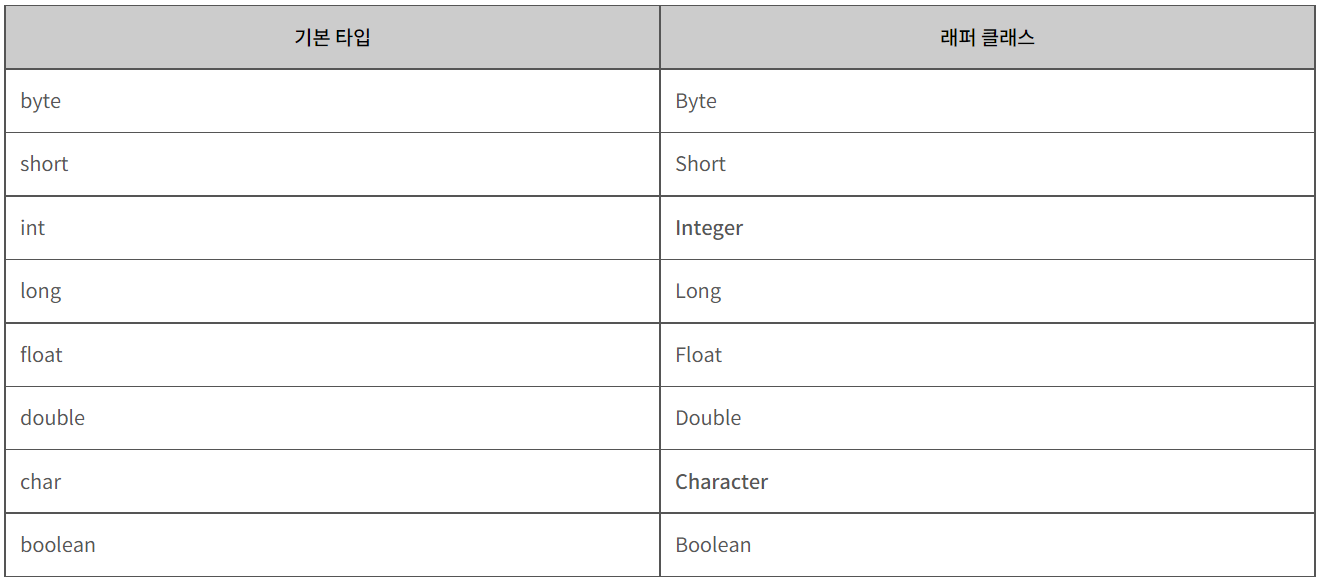 기본 타입 래퍼 클래스
byte Byte
short Short
int Integer
long Long
float Float
double Double
char Character
boolean Boolean